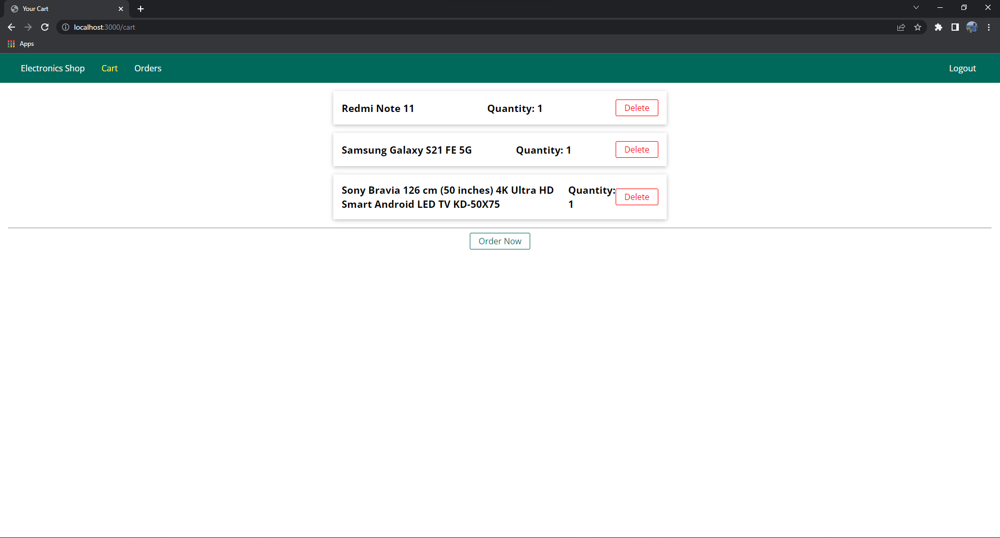 Your Cart
localhost:3000/cart
Apps
Electronics Shop Cart Orders Logout
Redmi Note 11 Quantity: 1 Delete
Samsung Galaxy S21 FE 5G Quantity: 1 Delete
Sony Bravia 126 cm (50 inches) 4K Ultra HD Quantity:
Smart Android LED TV KD-50X75 1
Delete
Order Now